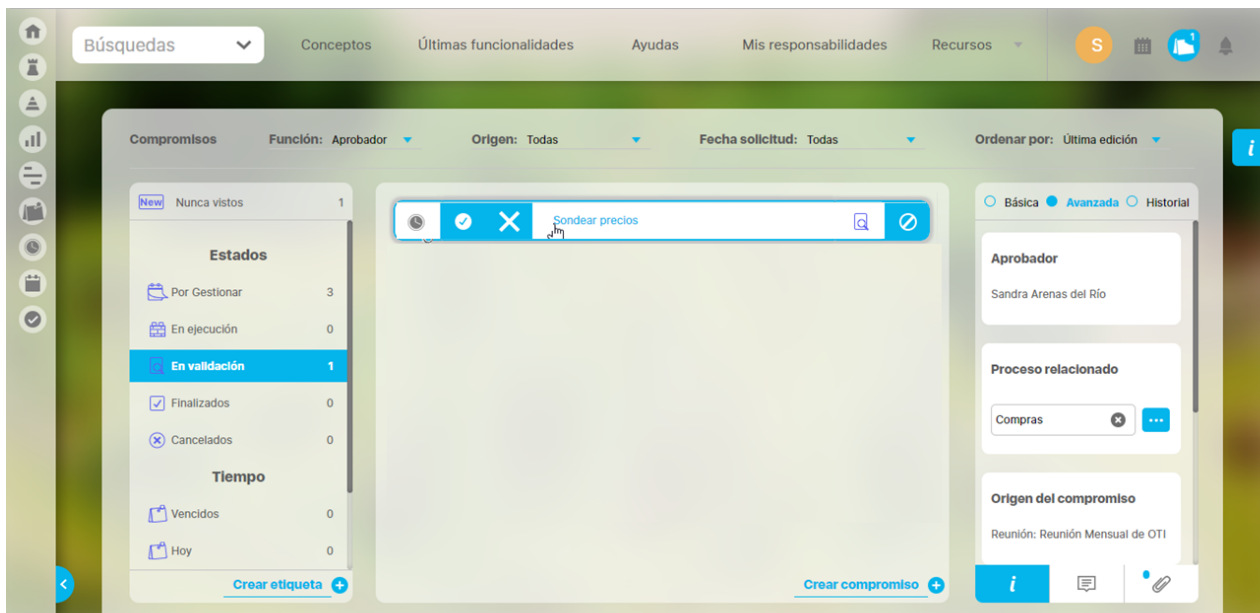 Búsquedas
Conceptos
Últimas funcionalidades
Ayudas
Mis responsabilidades
Recursos
S
1
Compromisos
Función: Aprobador
Origen: Todas
Fecha solicitud: Todas
Ordenar por: Última edición
i
New Nunca vistos 1
Estados
Por Gestionar 3
En ejecución 0
En validación 1
Finalizados 0
Cancelados 0
Tiempo
Vencidos 0
Hoy 0
Crear etiqueta
Sondear precios
Crear compromiso
Básica Avanzada Historial
Aprobador
Sandra Arenas del Río
Proceso relacionado
Compras
Origen del compromiso
Reunión: Reunión Mensual de OTI
i